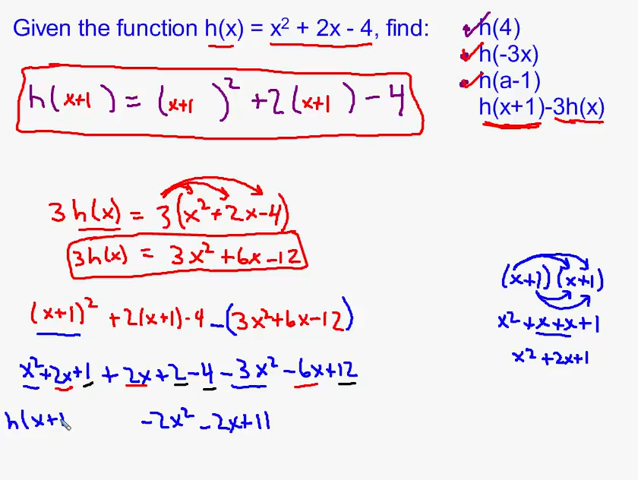 Given the function h(x) = x² + 2x - 4, find:
h(4)
h(-3x)
h(a-1)
h(x+1)-3h(x)
h(x+1) = (x+1)² + 2(x+1) - 4
3h(x) = 3(x² + 2x - 4)
3h(x) = 3x² + 6x - 12
(x+1)² + 2(x+1) - 4 - (3x² + 6x - 12)
x² + 2x + 1 + 2x + 2 - 4 - 3x² - 6x + 12
h(x+1 -2x² - 2x + 11
(x+1)(x+1)
x² + x + x + 1
x² + 2x + 1